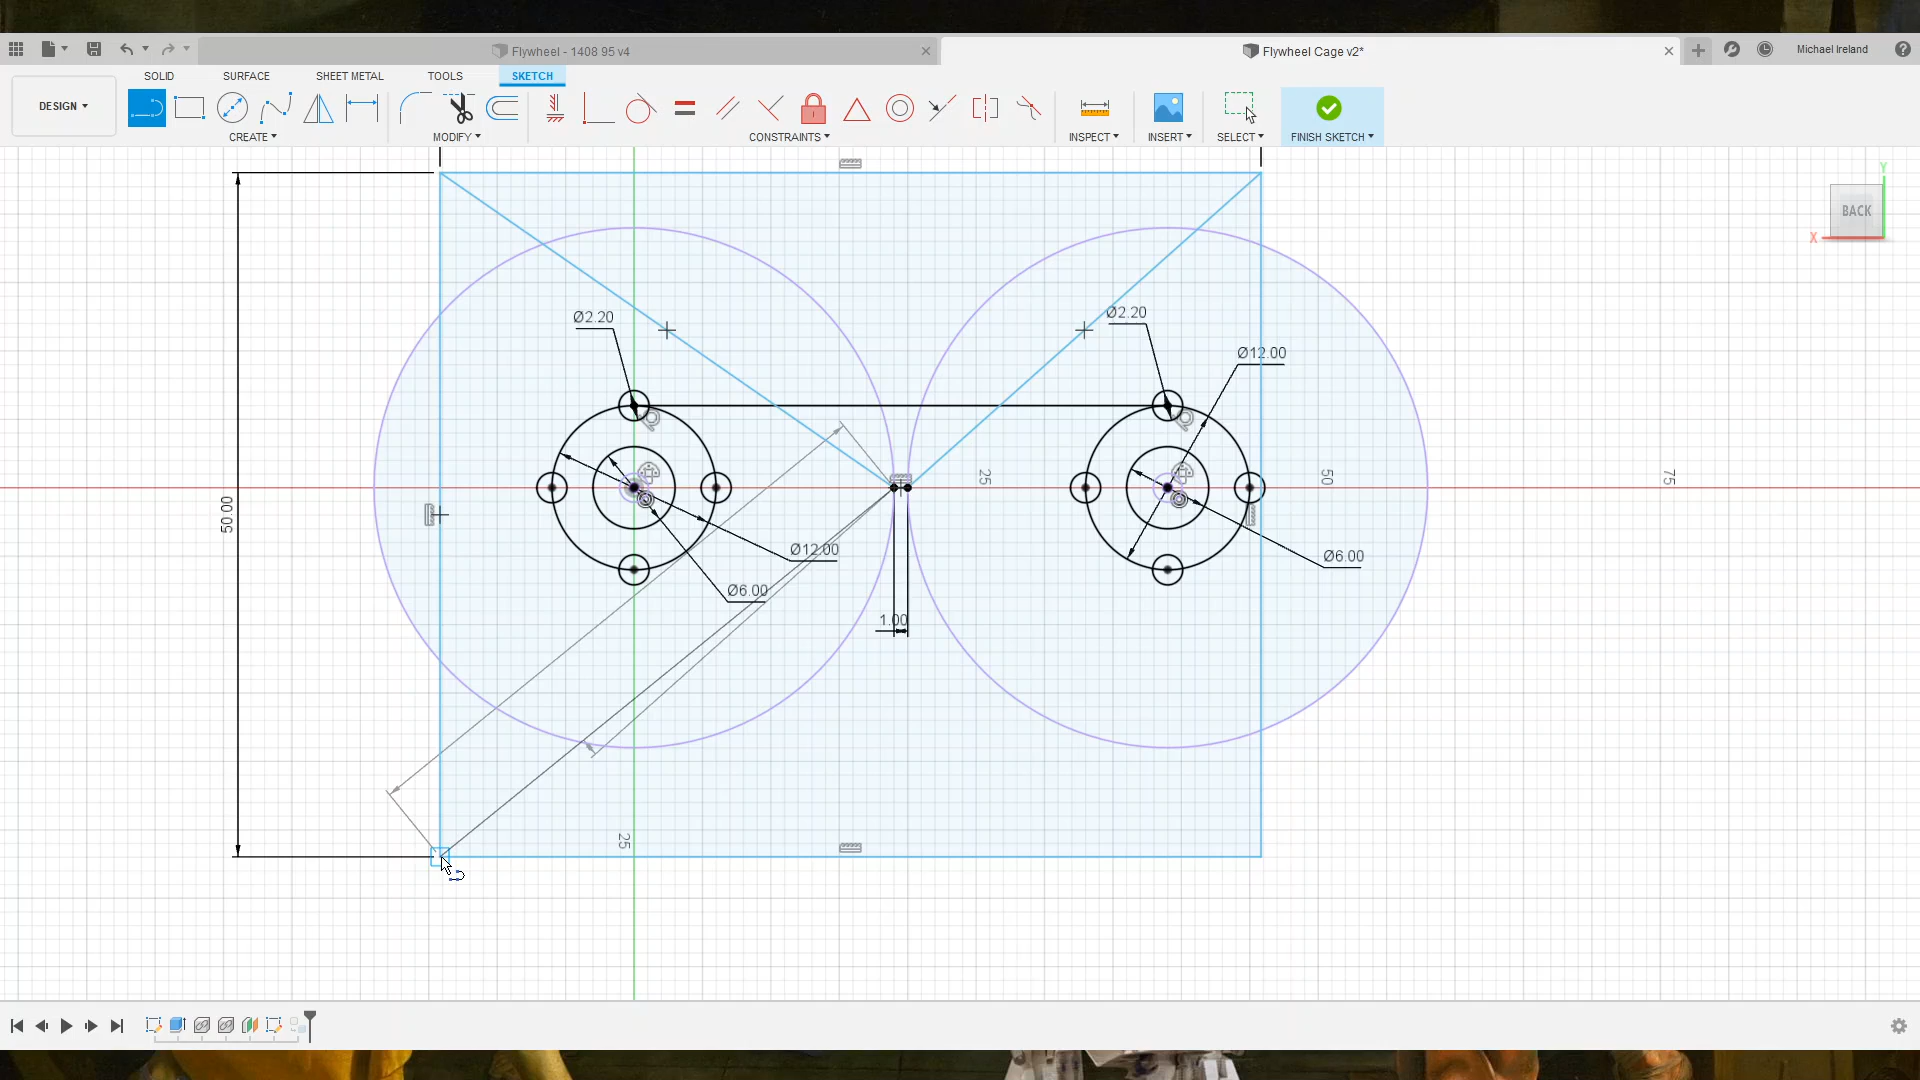 Flywheel - 1408 95 v4
Flywheel Cage v2*
Michael Ireland
SOLID
SURFACE
SHEET METAL
TOOLS
SKETCH
DESIGN
CREATE
MODIFY
CONSTRAINTS
INSPECT
INSERT
SELECT
FINISH SKETCH
Y
BACK
X
Ø2.20
Ø2.20
Ø12.00
25
50
75
50.00
Ø12.00
Ø6.00
Ø6.00
1.00
25